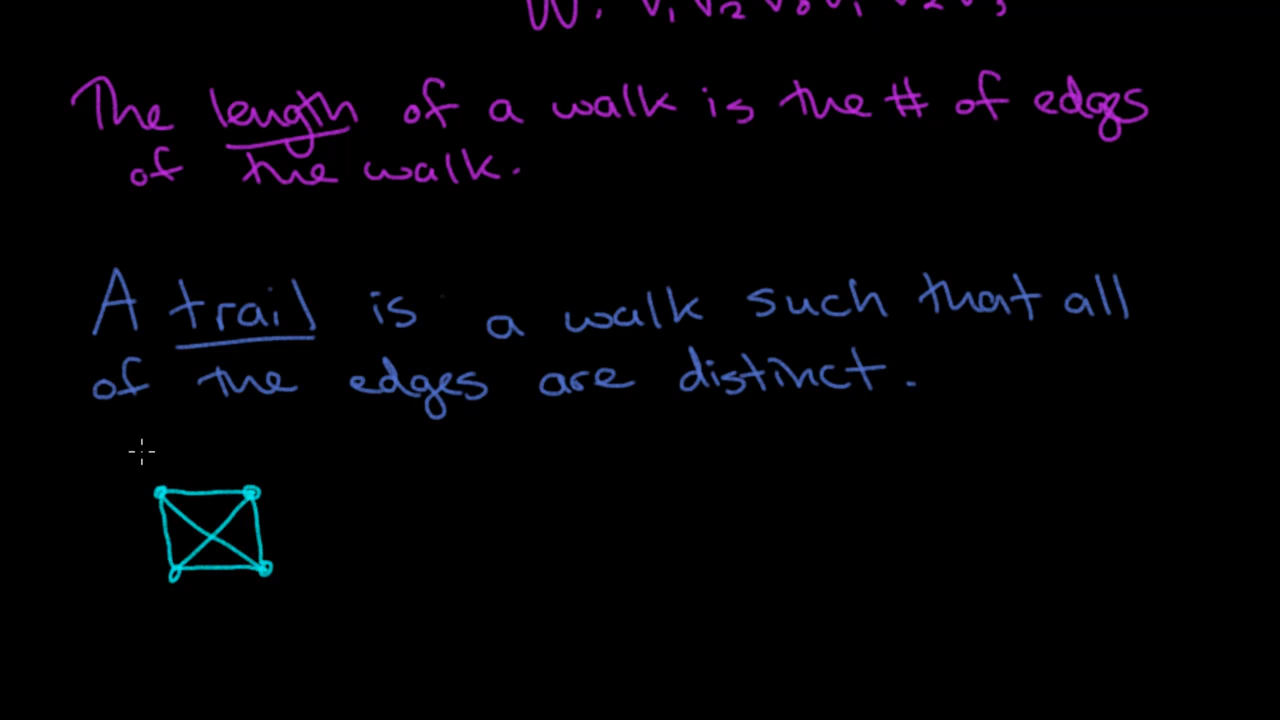 The length of a walk is the # of edges
of the walk.
A trail is a walk such that all
of the edges are distinct.